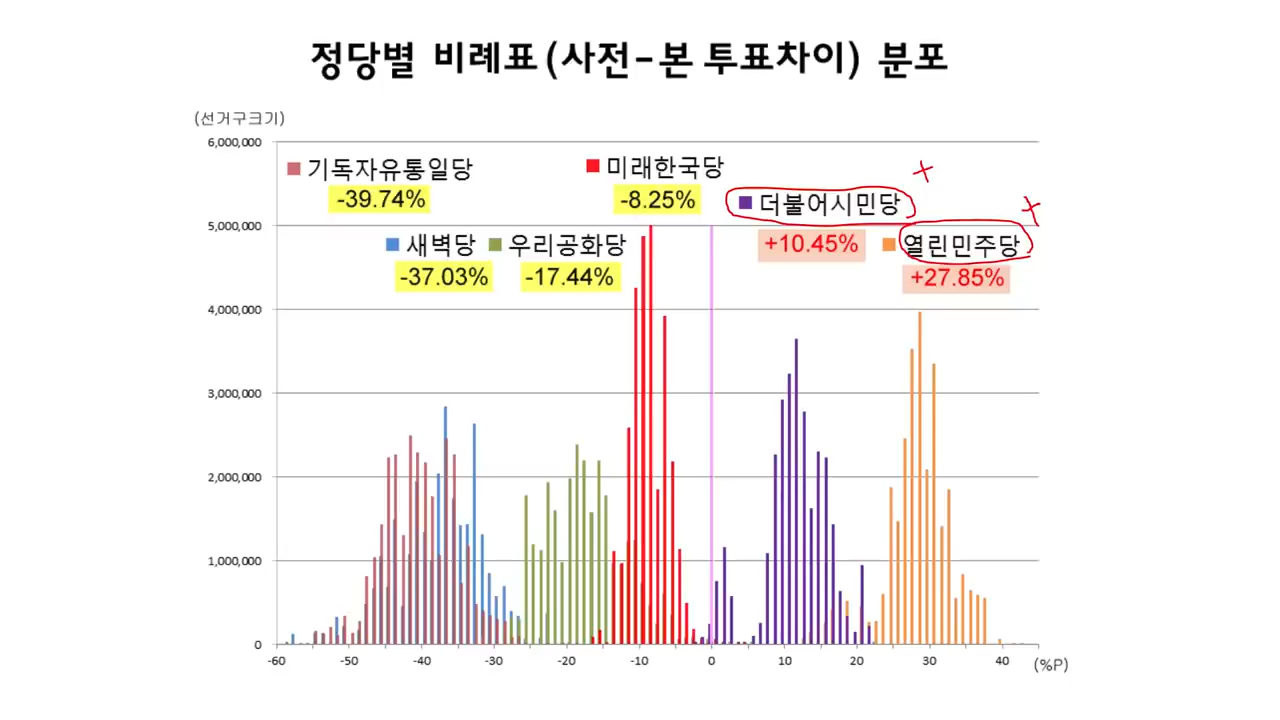 정당별 비례표(사전-본 투표차이) 분포
(선거구크기)
6,000,000
기독자유통일당
미래한국당
-39.74%
-8.25%
더불어시민당
5,000,000
새벽당
우리공화당
+10.45%
열린민주당
-37.03%
-17.44%
+27.85%
4,000,000
3,000,000
2,000,000
1,000,000
0
-60 -50 -40 -30 -20 -10 0 10 20 30 40 (%P)